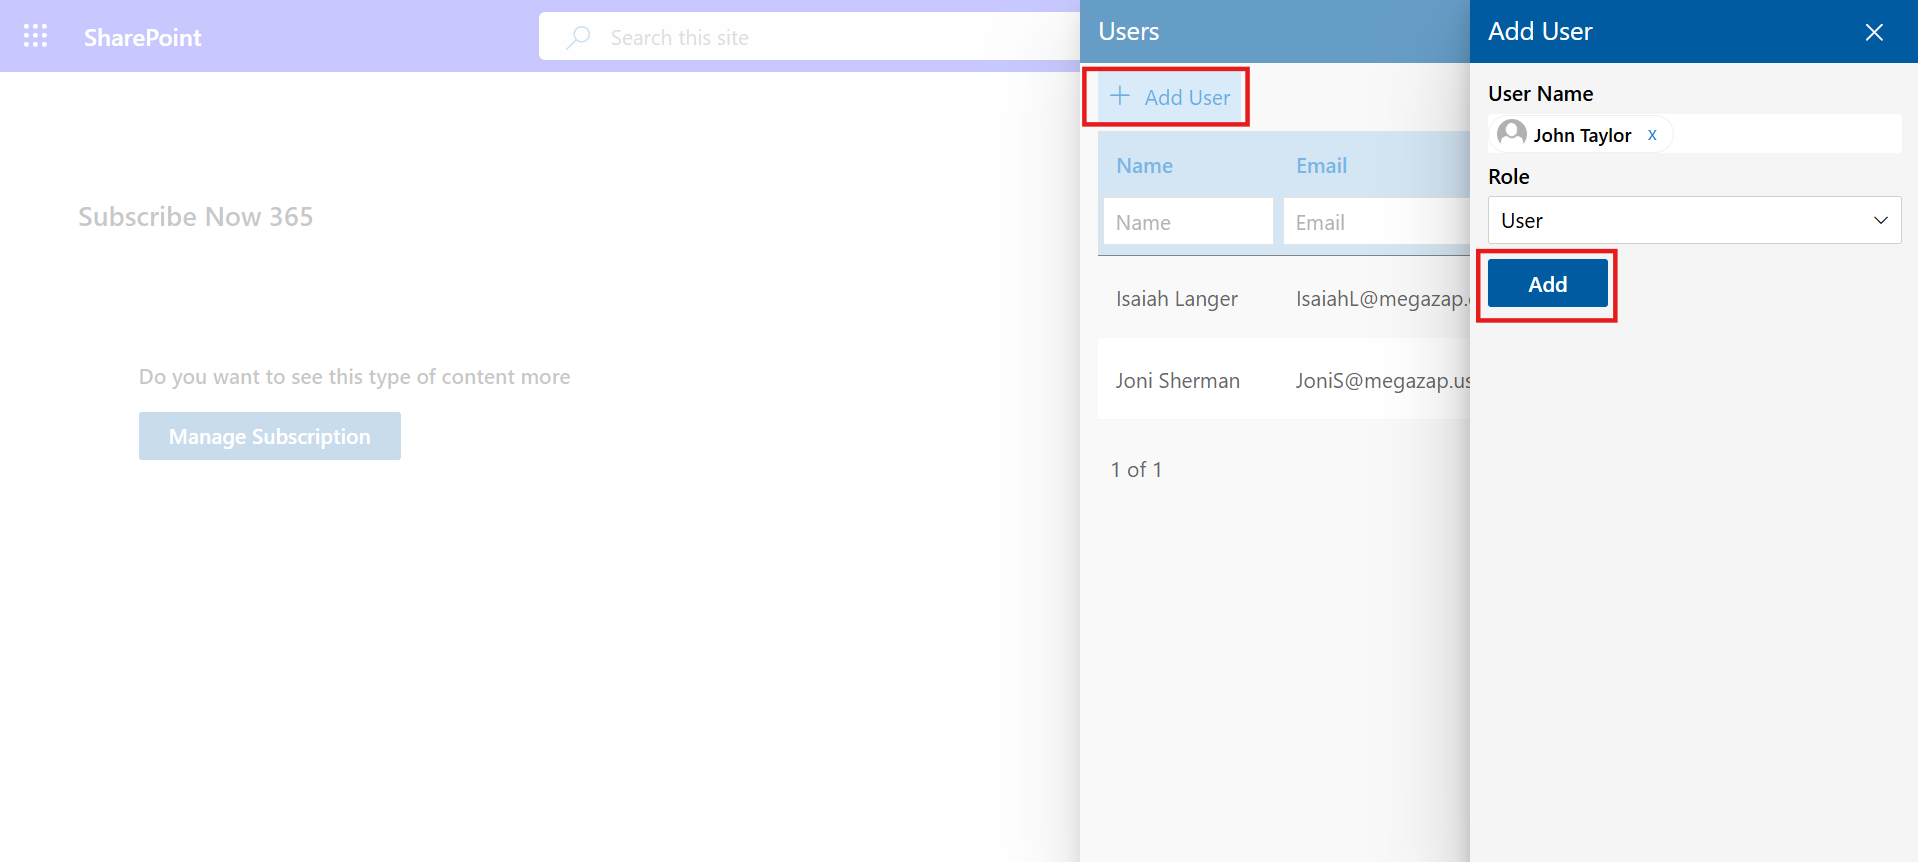 SharePoint
Search this site
Subscribe Now 365
Do you want to see this type of content more
Manage Subscription
Users
Add User
Name
Email
Name
Email
Isaiah Langer
IsaiahL@megazap.
Joni Sherman
JoniS@megazap.us
1 of 1
Add User
User Name
John Taylor x
Role
User
Add